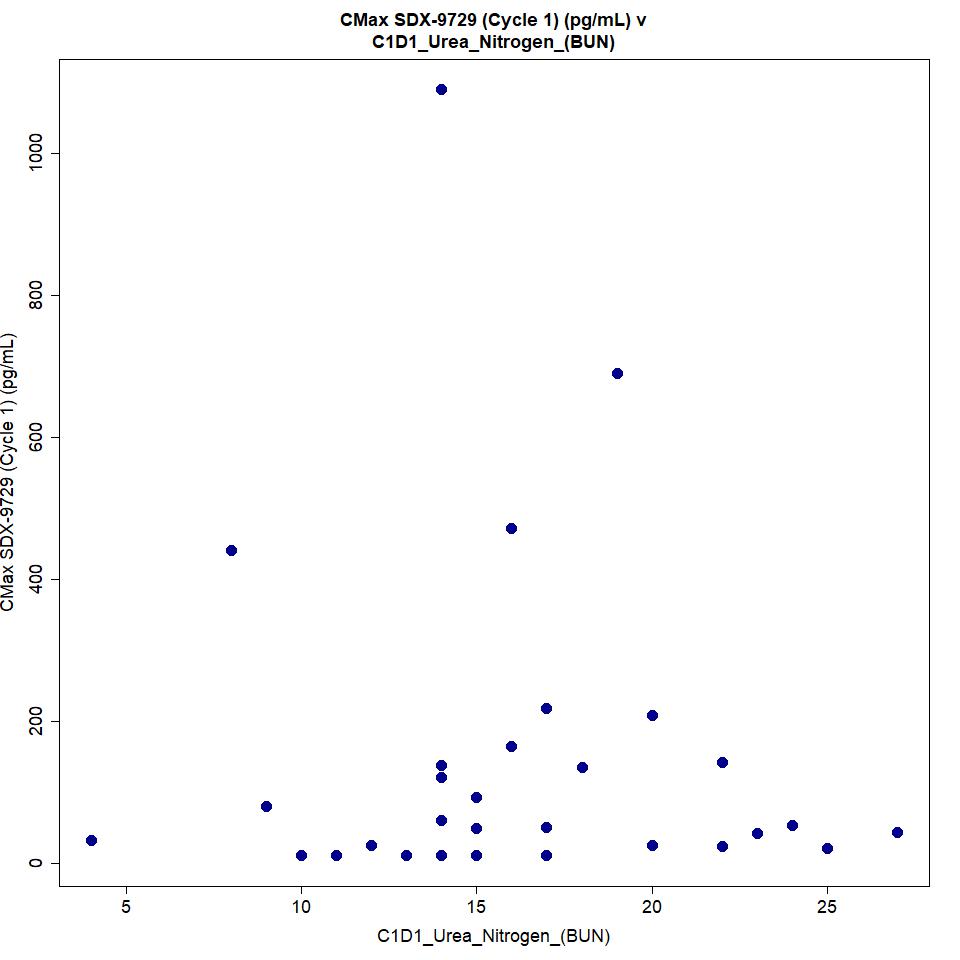 CMax SDX-9729 (Cycle 1) (pg/mL) v
C1D1_Urea_Nitrogen_(BUN)
CMax SDX-9729 (Cycle 1) (pg/mL)
1000
800
600
400
200
0
5
10
15
20
25
C1D1_Urea_Nitrogen_(BUN)